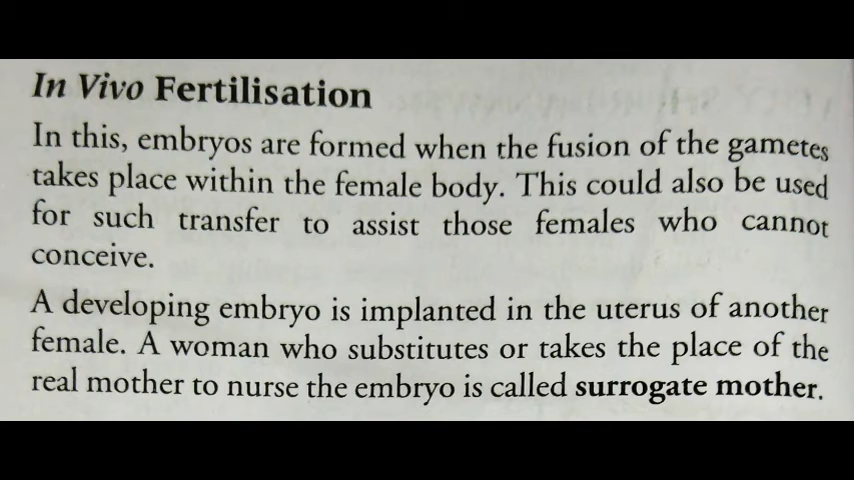 In Vivo Fertilisation
In this, embryos are formed when the fusion of the gametes
takes place within the female body. This could also be used
for such transfer to assist those females who cannot
conceive.
A developing embryo is implanted in the uterus of another
female. A woman who substitutes or takes the place of the
real mother to nurse the embryo is called surrogate mother.